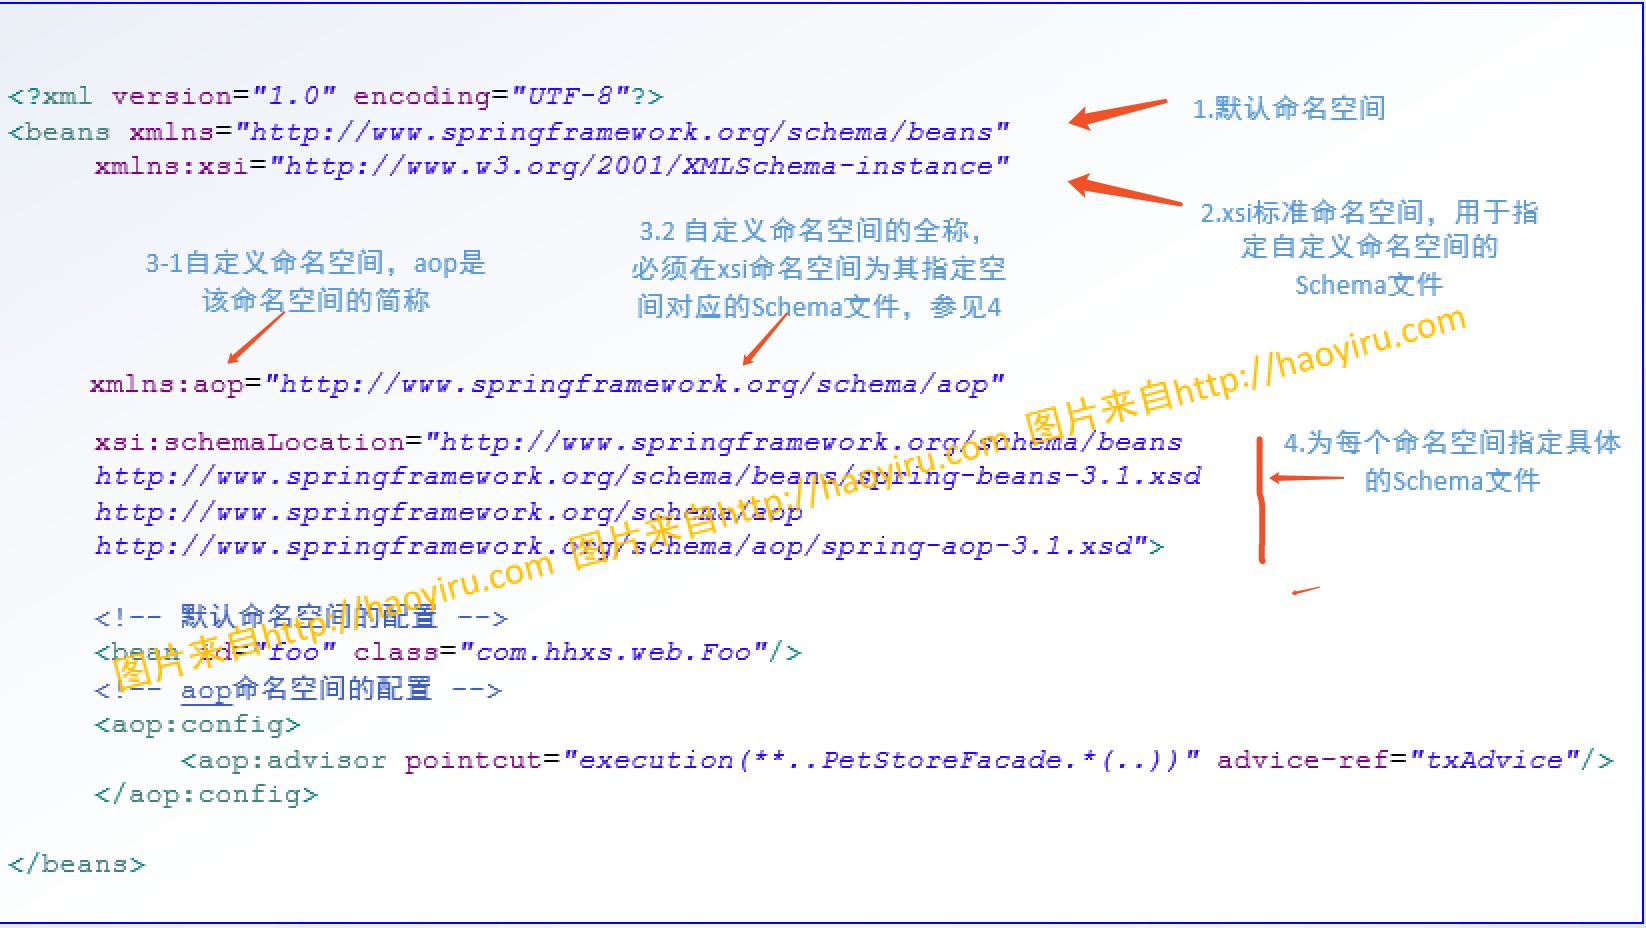 <?xml version="1.0" encoding="UTF-8"?>
<beans xmlns="http://www.springframework.org/schema/beans"
1.默认命名空间
xmlns:xsi="http://www.w3.org/2001/XMLSchema-instance"
2.xsi标准命名空间，用于指
定自定义命名空间的
Schema文件
3-1自定义命名空间，aop是
该命名空间的简称
3.2 自定义命名空间的全称，
必须在xsi命名空间为其指定空
间对应的Schema文件，参见4
xmlns:aop="http://www.springframework.org/schema/aop"
xsi:schemaLocation="http://www.springframework.org/schema/beans
http://www.springframework.org/schema/beans/spring-beans-3.1.xsd
http://www.springframework.org/schema/aop
http://www.springframework.org/schema/aop/spring-aop-3.1.xsd">
4.为每个命名空间指定具体
的Schema文件
<!-- 默认命名空间的配置 -->
<bean id="foo" class="com.hhxs.web.Foo"/>
<!-- aop命名空间的配置 -->
<aop:config>
<aop:advisor pointcut="execution(**..PetStoreFacade.*(..))" advice-ref="txAdvice"/>
</aop:config>
</beans>
图片来自http://haoyiru.com 图片来自http://haoyiru.com 图片来自http://haoyiru.com